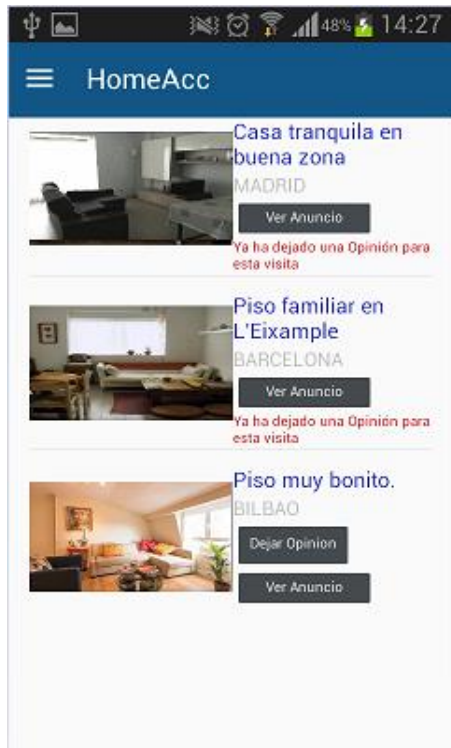 48% 14:27
HomeAcc
Casa tranquila en
buena zona
MADRID
Ver Anuncio
Ya ha dejado una Opinión para
esta visita
Piso familiar en
L'Eixample
BARCELONA
Ver Anuncio
Ya ha dejado una Opinión para
esta visita
Piso muy bonito.
BILBAO
Dejar Opinion
Ver Anuncio